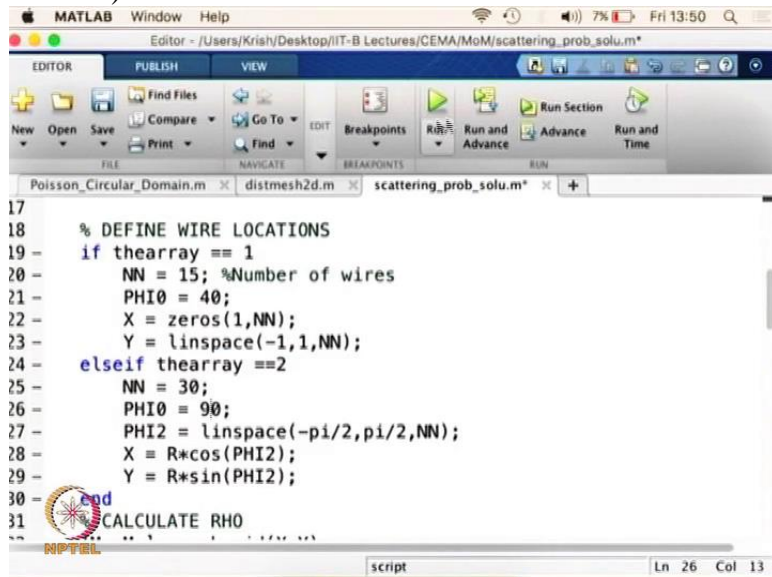 MATLAB Window Help 7% Fri 13:50
Editor - /Users/Krish/Desktop/IIT-B Lectures/CEMA/MoM/scattering_prob_solu.m*
EDITOR PUBLISH VIEW
New Open Save Find Files Compare Print Go To Find EDIT Breakpoints Run Run and Advance Run Section Advance Run and Time
FILE NAVIGATE BREAKPOINTS RUN
Poisson_Circular_Domain.m distmesh2d.m scattering_prob_solu.m* +
17
18 % DEFINE WIRE LOCATIONS
19 - if thearray == 1
20 - NN = 15; %Number of wires
21 - PHI0 = 40;
22 - X = zeros(1,NN);
23 - Y = linspace(-1,1,NN);
24 - elseif thearray ==2
25 - NN = 30;
26 - PHI0 = 90;
27 - PHI2 = linspace(-pi/2,pi/2,NN);
28 - X = R*cos(PHI2);
29 - Y = R*sin(PHI2);
30 - end
31 % CALCULATE RHO
NPTEL
script Ln 26 Col 13